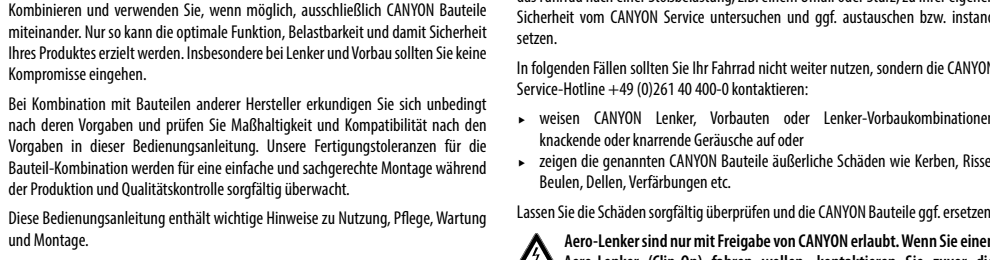 Kombinieren und verwenden Sie, wenn möglich, ausschließlich CANYON Bauteile
miteinander. Nur so kann die optimale Funktion, Belastbarkeit und damit Sicherheit
Ihres Produktes erzielt werden. Insbesondere bei Lenker und Vorbau sollten Sie keine
Kompromisse eingehen.
Bei Kombination mit Bauteilen anderer Hersteller erkundigen Sie sich unbedingt
nach deren Vorgaben und prüfen Sie Maßhaltigkeit und Kompatibilität nach den
Vorgaben in dieser Bedienungsanleitung. Unsere Fertigungstoleranzen für die
Bauteil-Kombination werden für eine einfache und sachgerechte Montage während
der Produktion und Qualitätskontrolle sorgfältig überwacht.
Diese Bedienungsanleitung enthält wichtige Hinweise zu Nutzung, Pflege, Wartung
und Montage.
das Fahrrad nach einer Stoßbelastung, z.B. einem Unfall oder Sturz, zu Ihrer eigenen
Sicherheit vom CANYON Service untersuchen und ggf. austauschen bzw. instand
setzen.
In folgenden Fällen sollten Sie Ihr Fahrrad nicht weiter nutzen, sondern die CANYON
Service-Hotline +49 (0)261 40 400-0 kontaktieren:
▸ weisen CANYON Lenker, Vorbauten oder Lenker-Vorbaukombinationen
knackende oder knarrende Geräusche auf oder
▸ zeigen die genannten CANYON Bauteile äußerliche Schäden wie Kerben, Risse,
Beulen, Dellen, Verfärbungen etc.
Lassen Sie die Schäden sorgfältig überprüfen und die CANYON Bauteile ggf. ersetzen.
Aero-Lenker sind nur mit Freigabe von CANYON erlaubt. Wenn Sie einen
Aero-Lenker (Clip-On) fahren wollen, kontaktieren Sie zuvor die